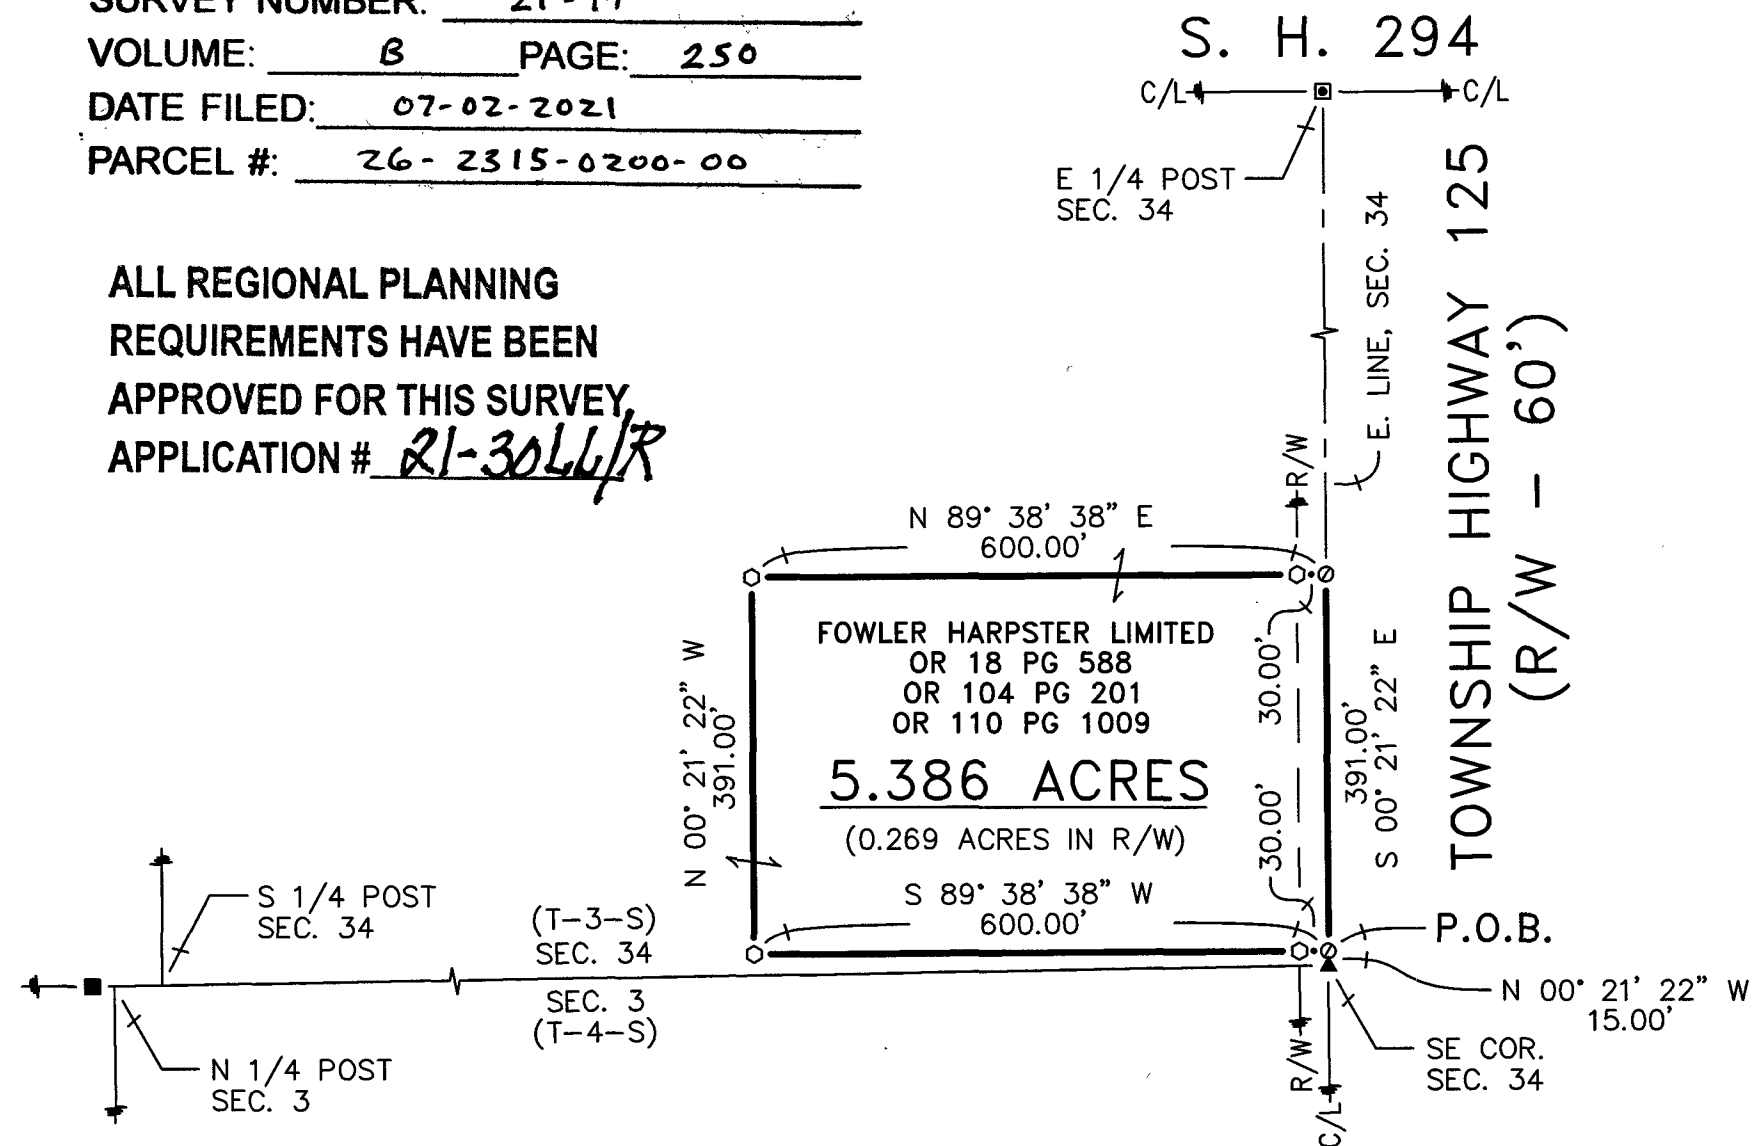 SURVEY NUMBER:
VOLUME: B PAGE: 250
DATE FILED: 07-02-2021
PARCEL #: 26-2315-0200-00
ALL REGIONAL PLANNING
REQUIREMENTS HAVE BEEN
APPROVED FOR THIS SURVEY,
APPLICATION # 21-30LL/R
S. H. 294
C/L
C/L
E 1/4 POST
SEC. 34
E. LINE, SEC. 34
TOWNSHIP HIGHWAY 125
(R/W - 60')
R/W
N 89° 38' 38" E
600.00'
FOWLER HARPSTER LIMITED
OR 18 PG 588
OR 104 PG 201
OR 110 PG 1009
5.386 ACRES
(0.269 ACRES IN R/W)
N 00° 21' 22" W
391.00'
30.00'
30.00'
391.00'
S 00° 21' 22" E
S 89° 38' 38" W
600.00'
P.O.B.
N 00° 21' 22" W
15.00'
S 1/4 POST
SEC. 34
(T-3-S)
SEC. 34
SEC. 3
(T-4-S)
N 1/4 POST
SEC. 3
R/W
C/L
SE COR.
SEC. 34